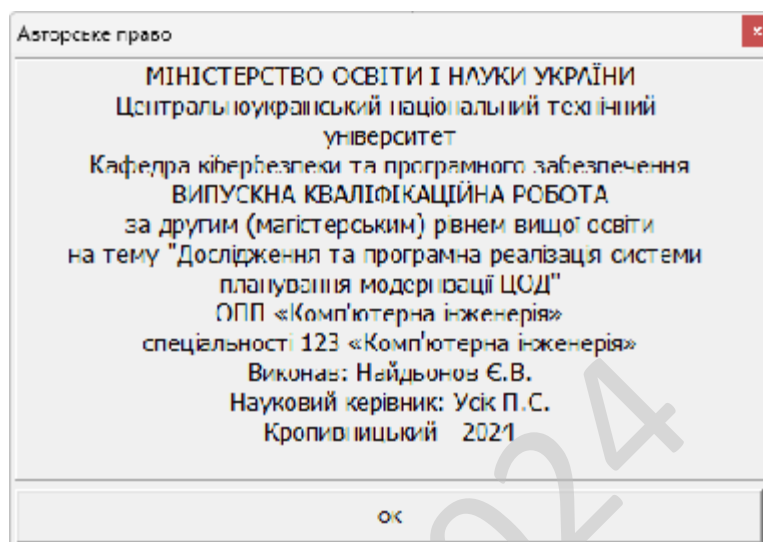 Авторське право
МІНІСТЕРСТВО ОСВІТИ І НАУКИ УКРАЇНИ
Центральноукраїнський національний технічний
університет
Кафедра кібербезпеки та програмного забезпечення
ВИПУСКНА КВАЛІФІКАЦІЙНА РОБОТА
за другим (магістерським) рівнем вищої освіти
на тему "Дослідження та програмна реалізація системи
планування модернізації ЦОД"
ОПП «Комп'ютерна інженерія»
спеціальності 123 «Комп'ютерна інженерія»
Виконав: Найдьонов Є.В.
Науковий керівник: Усік П.С.
Кропивницький 2024
ОК
024